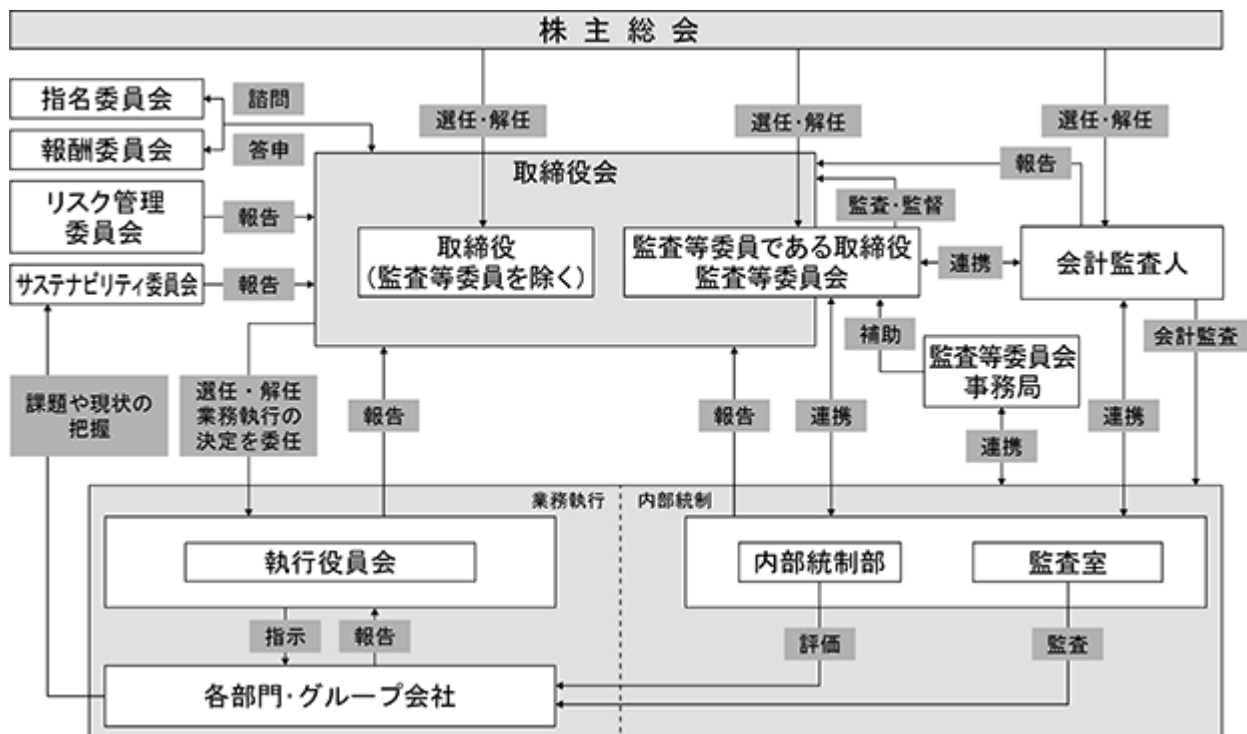 株主総会
指名委員会
諮問
報酬委員会
答申
選任・解任
選任・解任
選任・解任
取締役会
報告
リスク管理
委員会
報告
監査・監督
取締役
(監査等委員を除く)
監査等委員である取締役
監査等委員会
連携
会計監査人
サステナビリティ委員会
報告
補助
会計監査
監査等委員会
事務局
課題や現状の
把握
選任・解任
業務執行の
決定を委任
報告
報告
連携
連携
連携
業務執行
内部統制
執行役員会
内部統制部
監査室
指示
報告
評価
監査
各部門・グループ会社